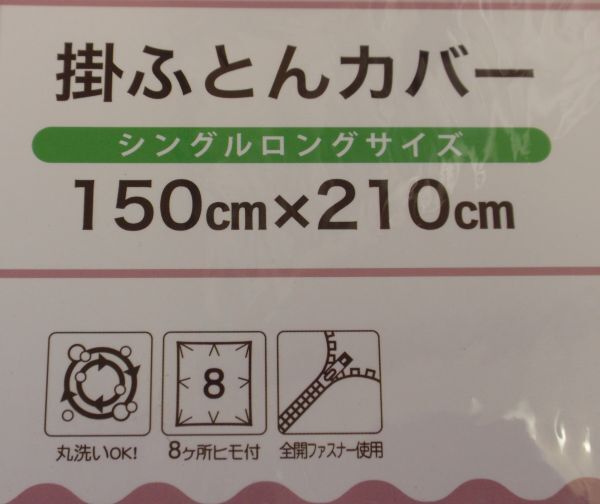 掛ふとんカバー
シングルロングサイズ
150cm×210cm
8
丸洗いOK!
8ヶ所ヒモ付
全開ファスナー使用